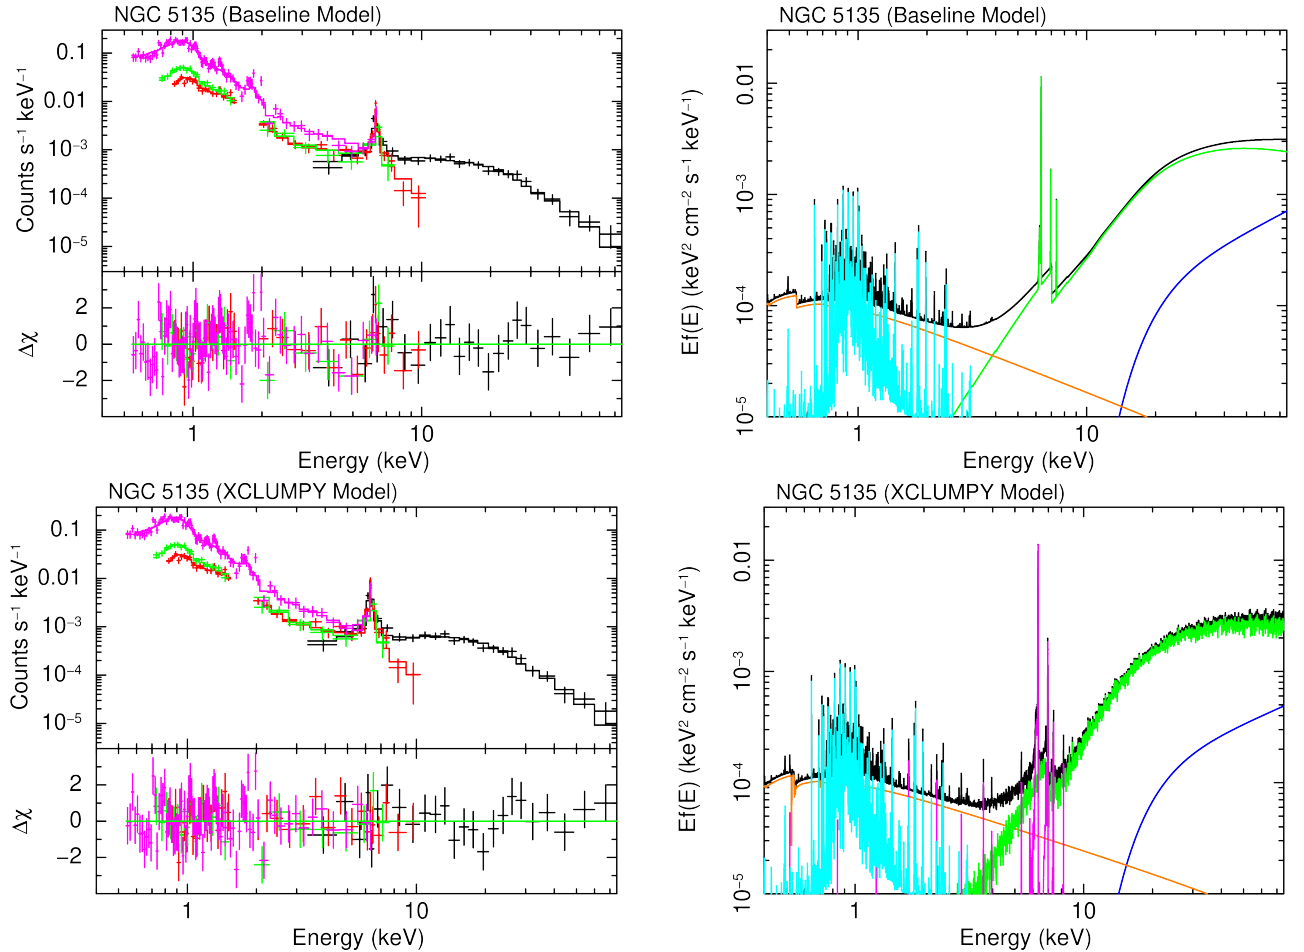 NGC 5135 (Baseline Model)
Counts s⁻¹ keV⁻¹
0.1
0.01
10⁻³
10⁻⁴
10⁻⁵
Δχ
2
0
−2
1
10
Energy (keV)
NGC 5135 (Baseline Model)
Ef(E) (keV² cm⁻² s⁻¹ keV⁻¹)
0.01
10⁻³
10⁻⁴
10⁻⁵
1
10
Energy (keV)
NGC 5135 (XCLUMPY Model)
Counts s⁻¹ keV⁻¹
0.1
0.01
10⁻³
10⁻⁴
10⁻⁵
Δχ
2
0
−2
1
10
Energy (keV)
NGC 5135 (XCLUMPY Model)
Ef(E) (keV² cm⁻² s⁻¹ keV⁻¹)
0.01
10⁻³
10⁻⁴
10⁻⁵
1
10
Energy (keV)